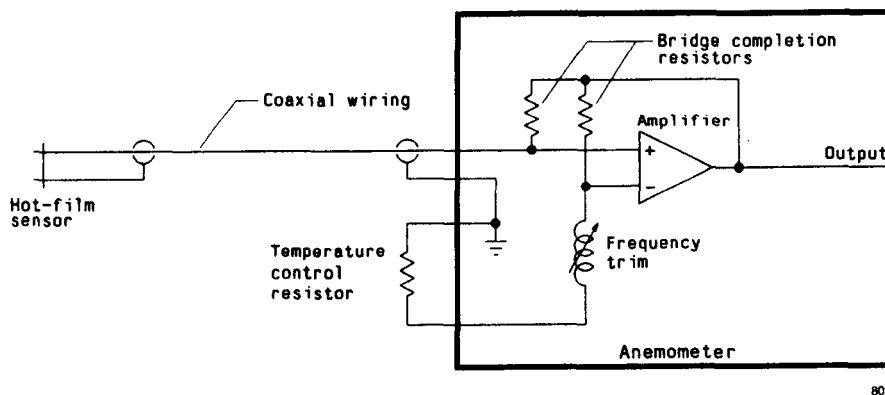 Bridge completion
resistors
Coaxial wiring
Amplifier
+
Output
−
Hot-film
sensor
Temperature
control
resistor
Frequency
trim
Anemometer
80